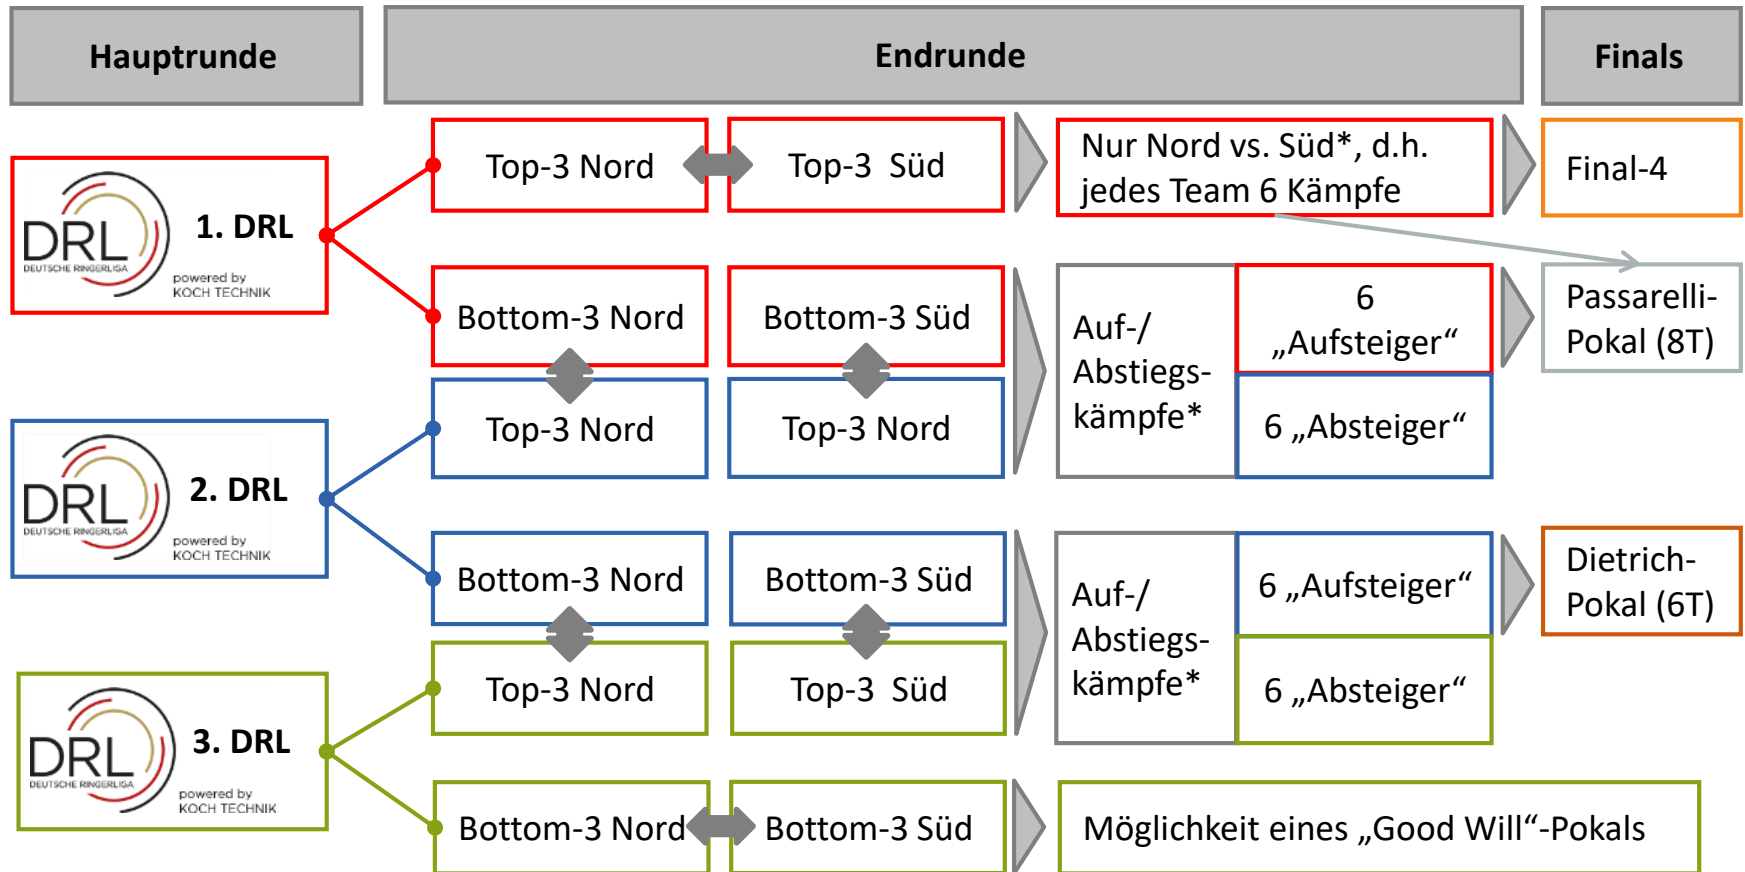 Hauptrunde
Endrunde
Finals
DRL
DEUTSCHE RINGERLIGA
1. DRL
powered by
KOCH TECHNIK
Top-3 Nord
Top-3 Süd
Nur Nord vs. Süd*, d.h.
jedes Team 6 Kämpfe
Final-4
Bottom-3 Nord
Bottom-3 Süd
Auf-/
Abstiegs-
kämpfe*
6
„Aufsteiger“
Passarelli-
Pokal (8T)
DRL
DEUTSCHE RINGERLIGA
2. DRL
powered by
KOCH TECHNIK
Top-3 Nord
Top-3 Nord
6 „Absteiger“
Bottom-3 Nord
Bottom-3 Süd
Auf-/
Abstiegs-
kämpfe*
6 „Aufsteiger“
Dietrich-
Pokal (6T)
DRL
DEUTSCHE RINGERLIGA
3. DRL
powered by
KOCH TECHNIK
Top-3 Nord
Top-3 Süd
6 „Absteiger“
Bottom-3 Nord
Bottom-3 Süd
Möglichkeit eines „Good Will“-Pokals